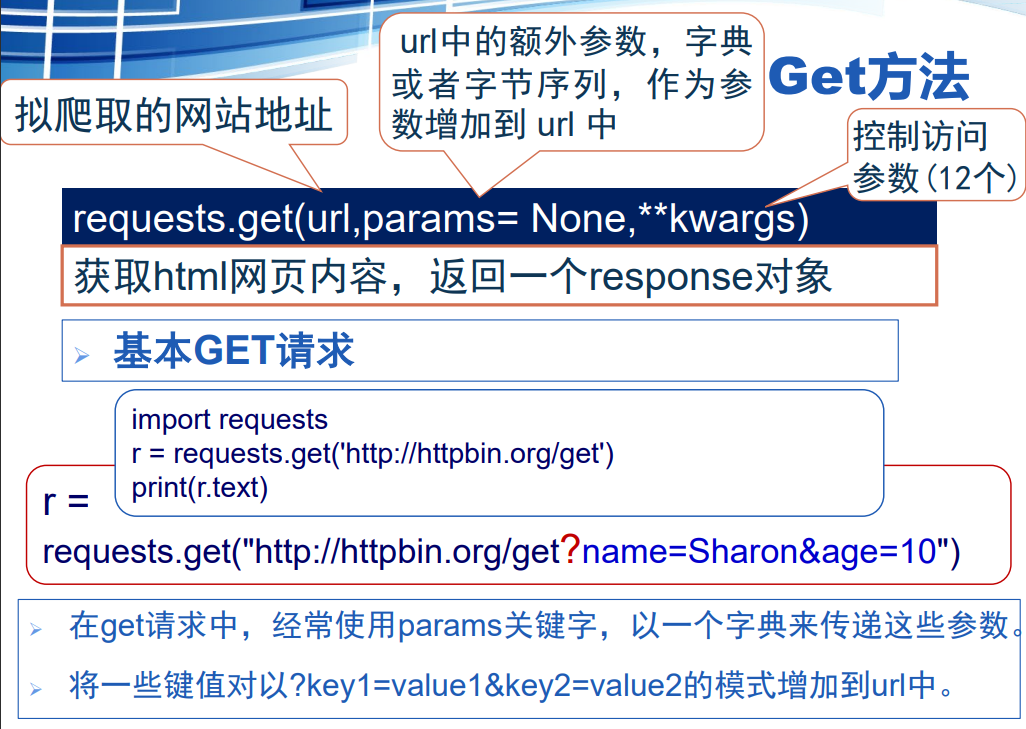 Get方法
拟爬取的网站地址
url中的额外参数，字典
或者字节序列，作为参
数增加到 url 中
控制访问
参数(12个)
requests.get(url,params= None,**kwargs)
获取html网页内容，返回一个response对象
基本GET请求
import requests
r = requests.get('http://httpbin.org/get')
print(r.text)
r =
requests.get("http://httpbin.org/get?name=Sharon&age=10")
在get请求中，经常使用params关键字，以一个字典来传递这些参数。
将一些键值对以?key1=value1&key2=value2的模式增加到url中。